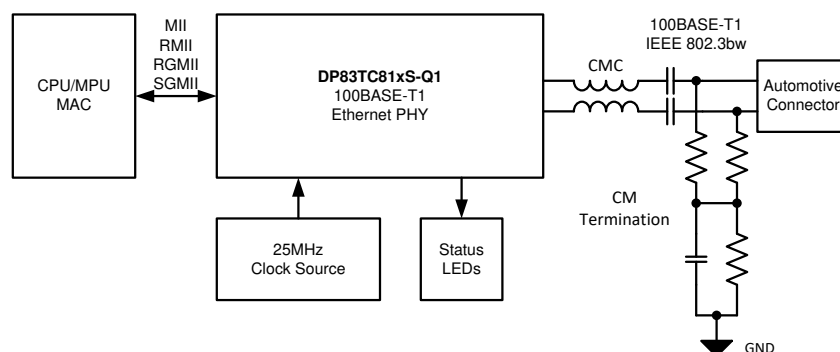 MII
RMII
RGMII
SGMII
CPU/MPU
MAC
DP83TC81xS-Q1
100BASE-T1
Ethernet PHY
CMC
100BASE-T1
IEEE 802.3bw
Automotive
Connector
CM
Termination
25MHz
Clock Source
Status
LEDs
GND